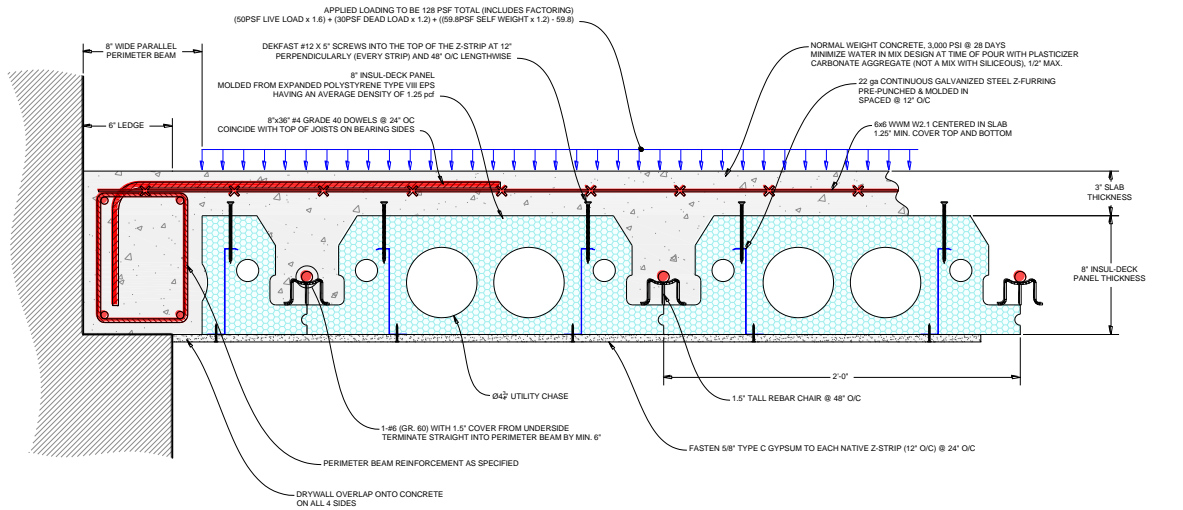 APPLIED LOADING TO BE 128 PSF TOTAL (INCLUDES FACTORING)
(50PSF LIVE LOAD x 1.6) + (30PSF DEAD LOAD x 1.2) + ((59.8PSF SELF WEIGHT x 1.2) - 59.8)
8" WIDE PARALLEL
PERIMETER BEAM
DEKFAST #12 X 5" SCREWS INTO THE TOP OF THE Z-STRIP AT 12"
PERPENDICULARLY (EVERY STRIP) AND 48" O/C LENGTHWISE
8" INSUL-DECK PANEL
MOLDED FROM EXPANDED POLYSTYRENE TYPE VIII EPS
HAVING AN AVERAGE DENSITY OF 1.25 pcf
6" LEDGE
8"x36" #4 GRADE 40 DOWELS @ 24" OC
COINCIDE WITH TOP OF JOISTS ON BEARING SIDES
NORMAL WEIGHT CONCRETE, 3,000 PSI @ 28 DAYS
MINIMIZE WATER IN MIX DESIGN AT TIME OF POUR WITH PLASTICIZER
CARBONATE AGGREGATE (NOT A MIX WITH SILICEOUS), 1/2" MAX.
22 ga CONTINUOUS GALVANIZED STEEL Z-FURRING
PRE-PUNCHED & MOLDED IN
SPACED @ 12" O/C
6x6 WWM W2.1 CENTERED IN SLAB
1.25" MIN. COVER TOP AND BOTTOM
3" SLAB
THICKNESS
8" INSUL-DECK
PANEL THICKNESS
2'-0"
Ø4 UTILITY CHASE
1.5" TALL REBAR CHAIR @ 48" O/C
1-#6 (GR. 60) WITH 1.5" COVER FROM UNDERSIDE
TERMINATE STRAIGHT INTO PERIMETER BEAM BY MIN. 6"
FASTEN 5/8" TYPE C GYPSUM TO EACH NATIVE Z-STRIP (12" O/C) @ 24" O/C
PERIMETER BEAM REINFORCEMENT AS SPECIFIED
DRYWALL OVERLAP ONTO CONCRETE
ON ALL 4 SIDES